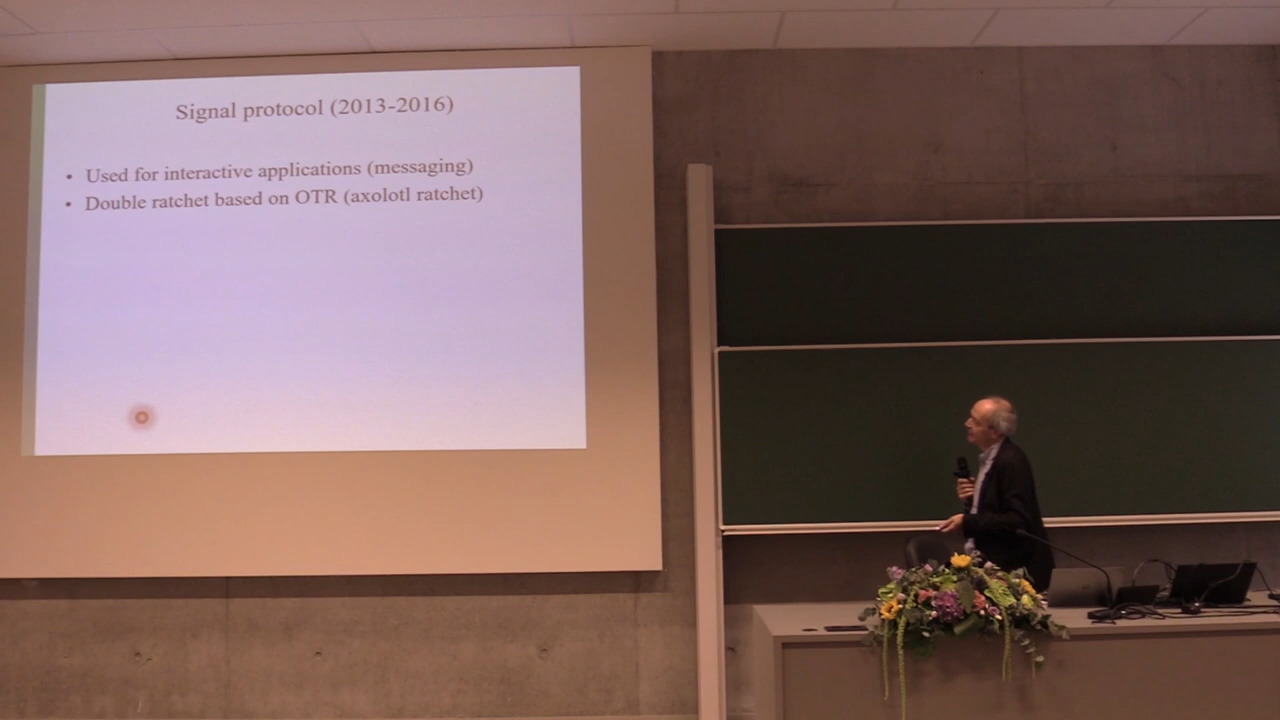 Signal protocol (2013-2016)
• Used for interactive applications (messaging)
• Double ratchet based on OTR (axolotl ratchet)